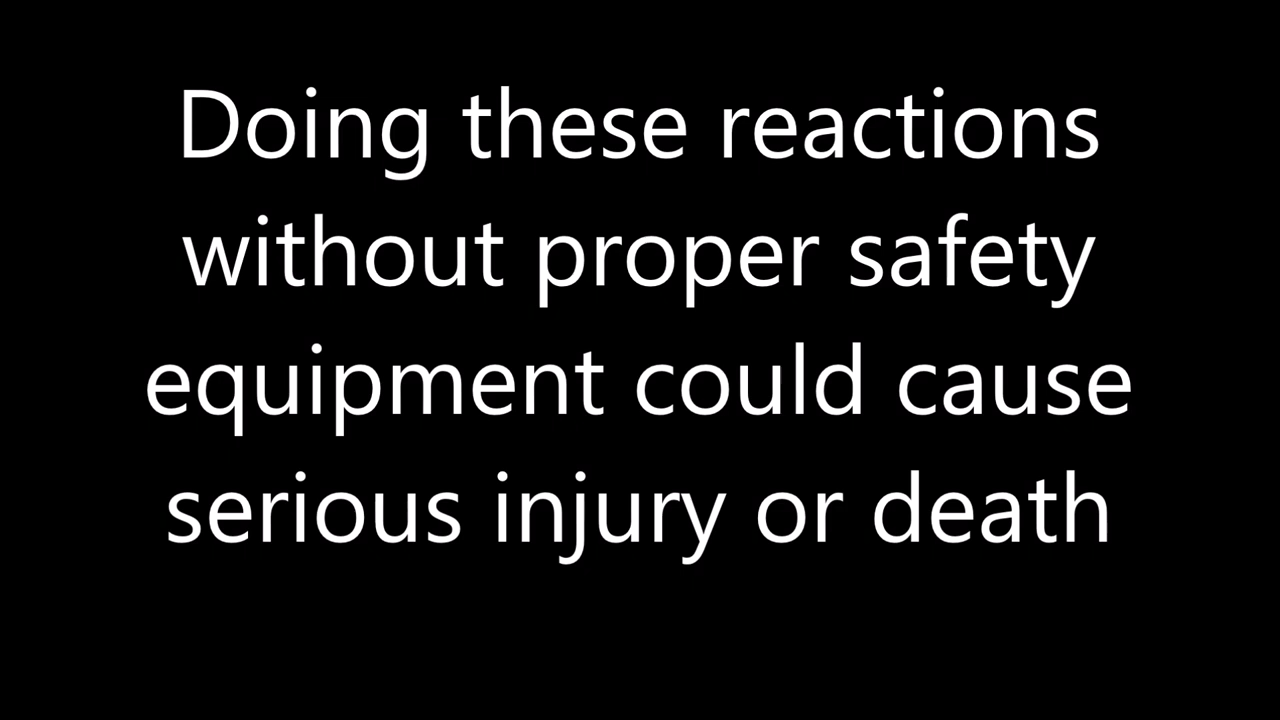 Doing these reactions
without proper safety
equipment could cause
serious injury or death